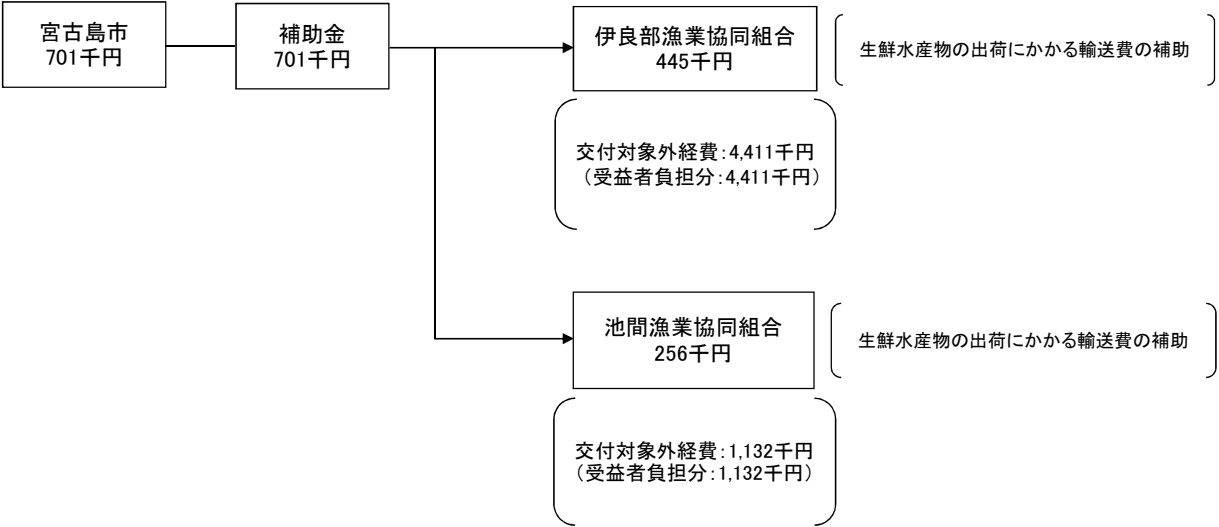 宮古島市
701千円
補助金
701千円
伊良部漁業協同組合
445千円
生鮮水産物の出荷にかかる輸送費の補助
交付対象外経費：4,411千円
（受益者負担分：4,411千円）
池間漁業協同組合
256千円
生鮮水産物の出荷にかかる輸送費の補助
交付対象外経費：1,132千円
（受益者負担分：1,132千円）